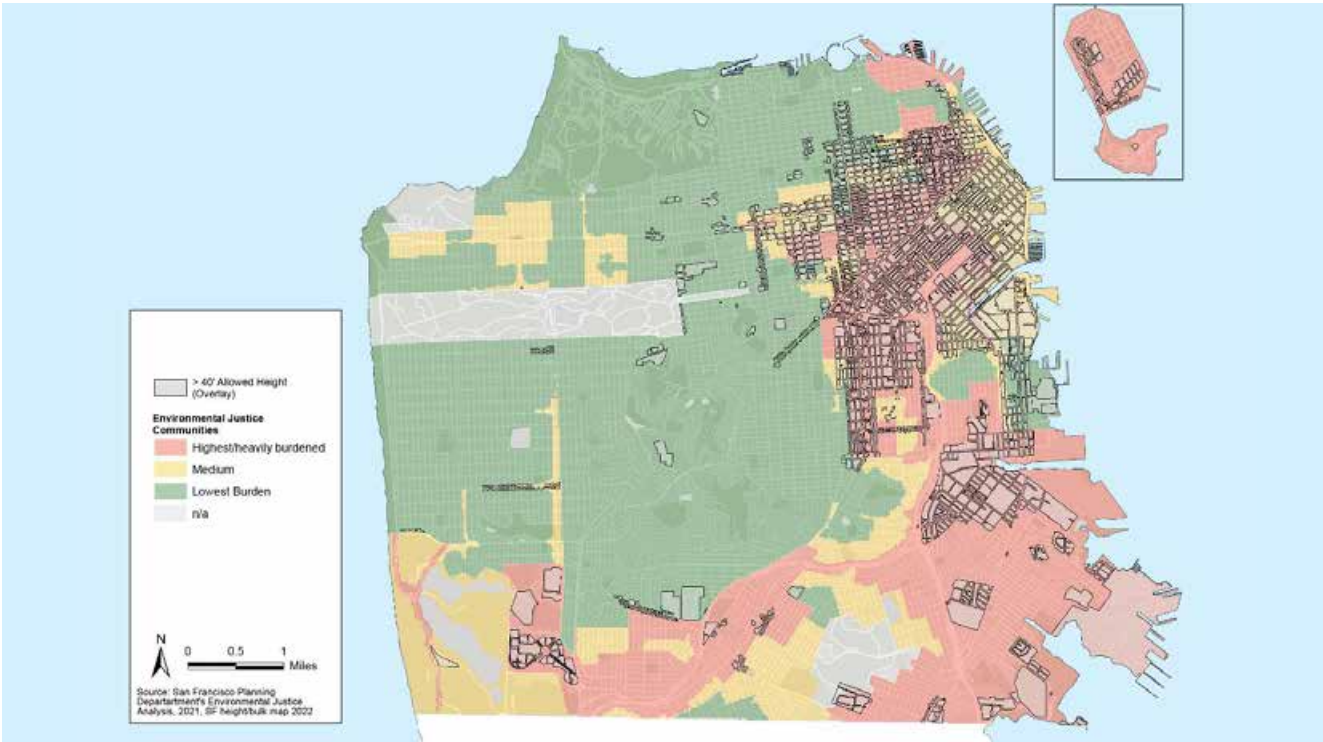 > 40' Allowed Height
(Overlay)
Environmental Justice
Communities
Highest/heavily burdened
Medium
Lowest Burden
n/a
N
0 0.5 1
Miles
Source: San Francisco Planning
Departartment's Environmental Justice
Analysis, 2021, SF height/bulk map 2022